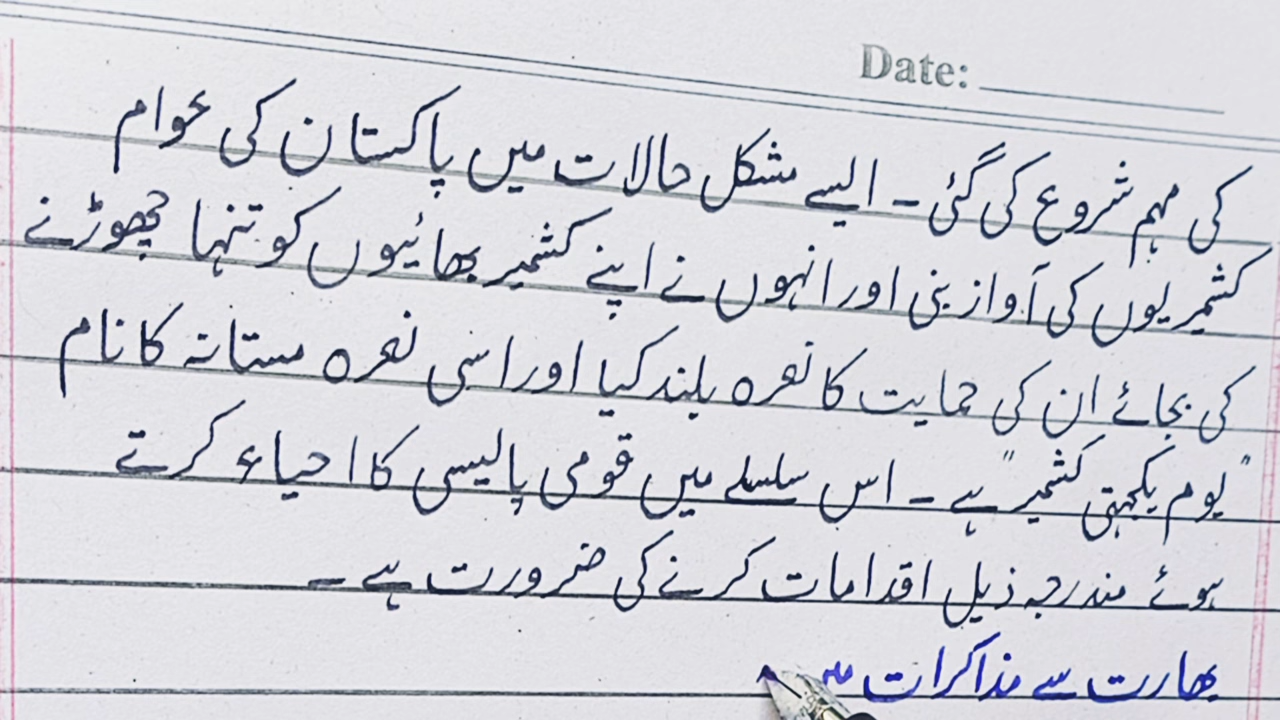 Date:
کی مہم شروع کی گئی ۔ ایسے مشکل حالات میں پاکستان کی عوام
کشمیریوں کی آواز بنی اور انہوں نے اپنے کشمیر بھائیوں کو تنہا چھوڑنے
کی بجائے ان کی حمایت کا نعرہ بلند کیا اور اسی نعرہ مستانہ کا نام
"یوم یکجہتی کشمیر" ہے ۔ اس سلسلے میں قومی پالیسی کا احیاء کرتے
ہوئے مندرجہ ذیل اقدامات کرنے کی ضرورت ہے ۔
بھارت سے مذاکرات